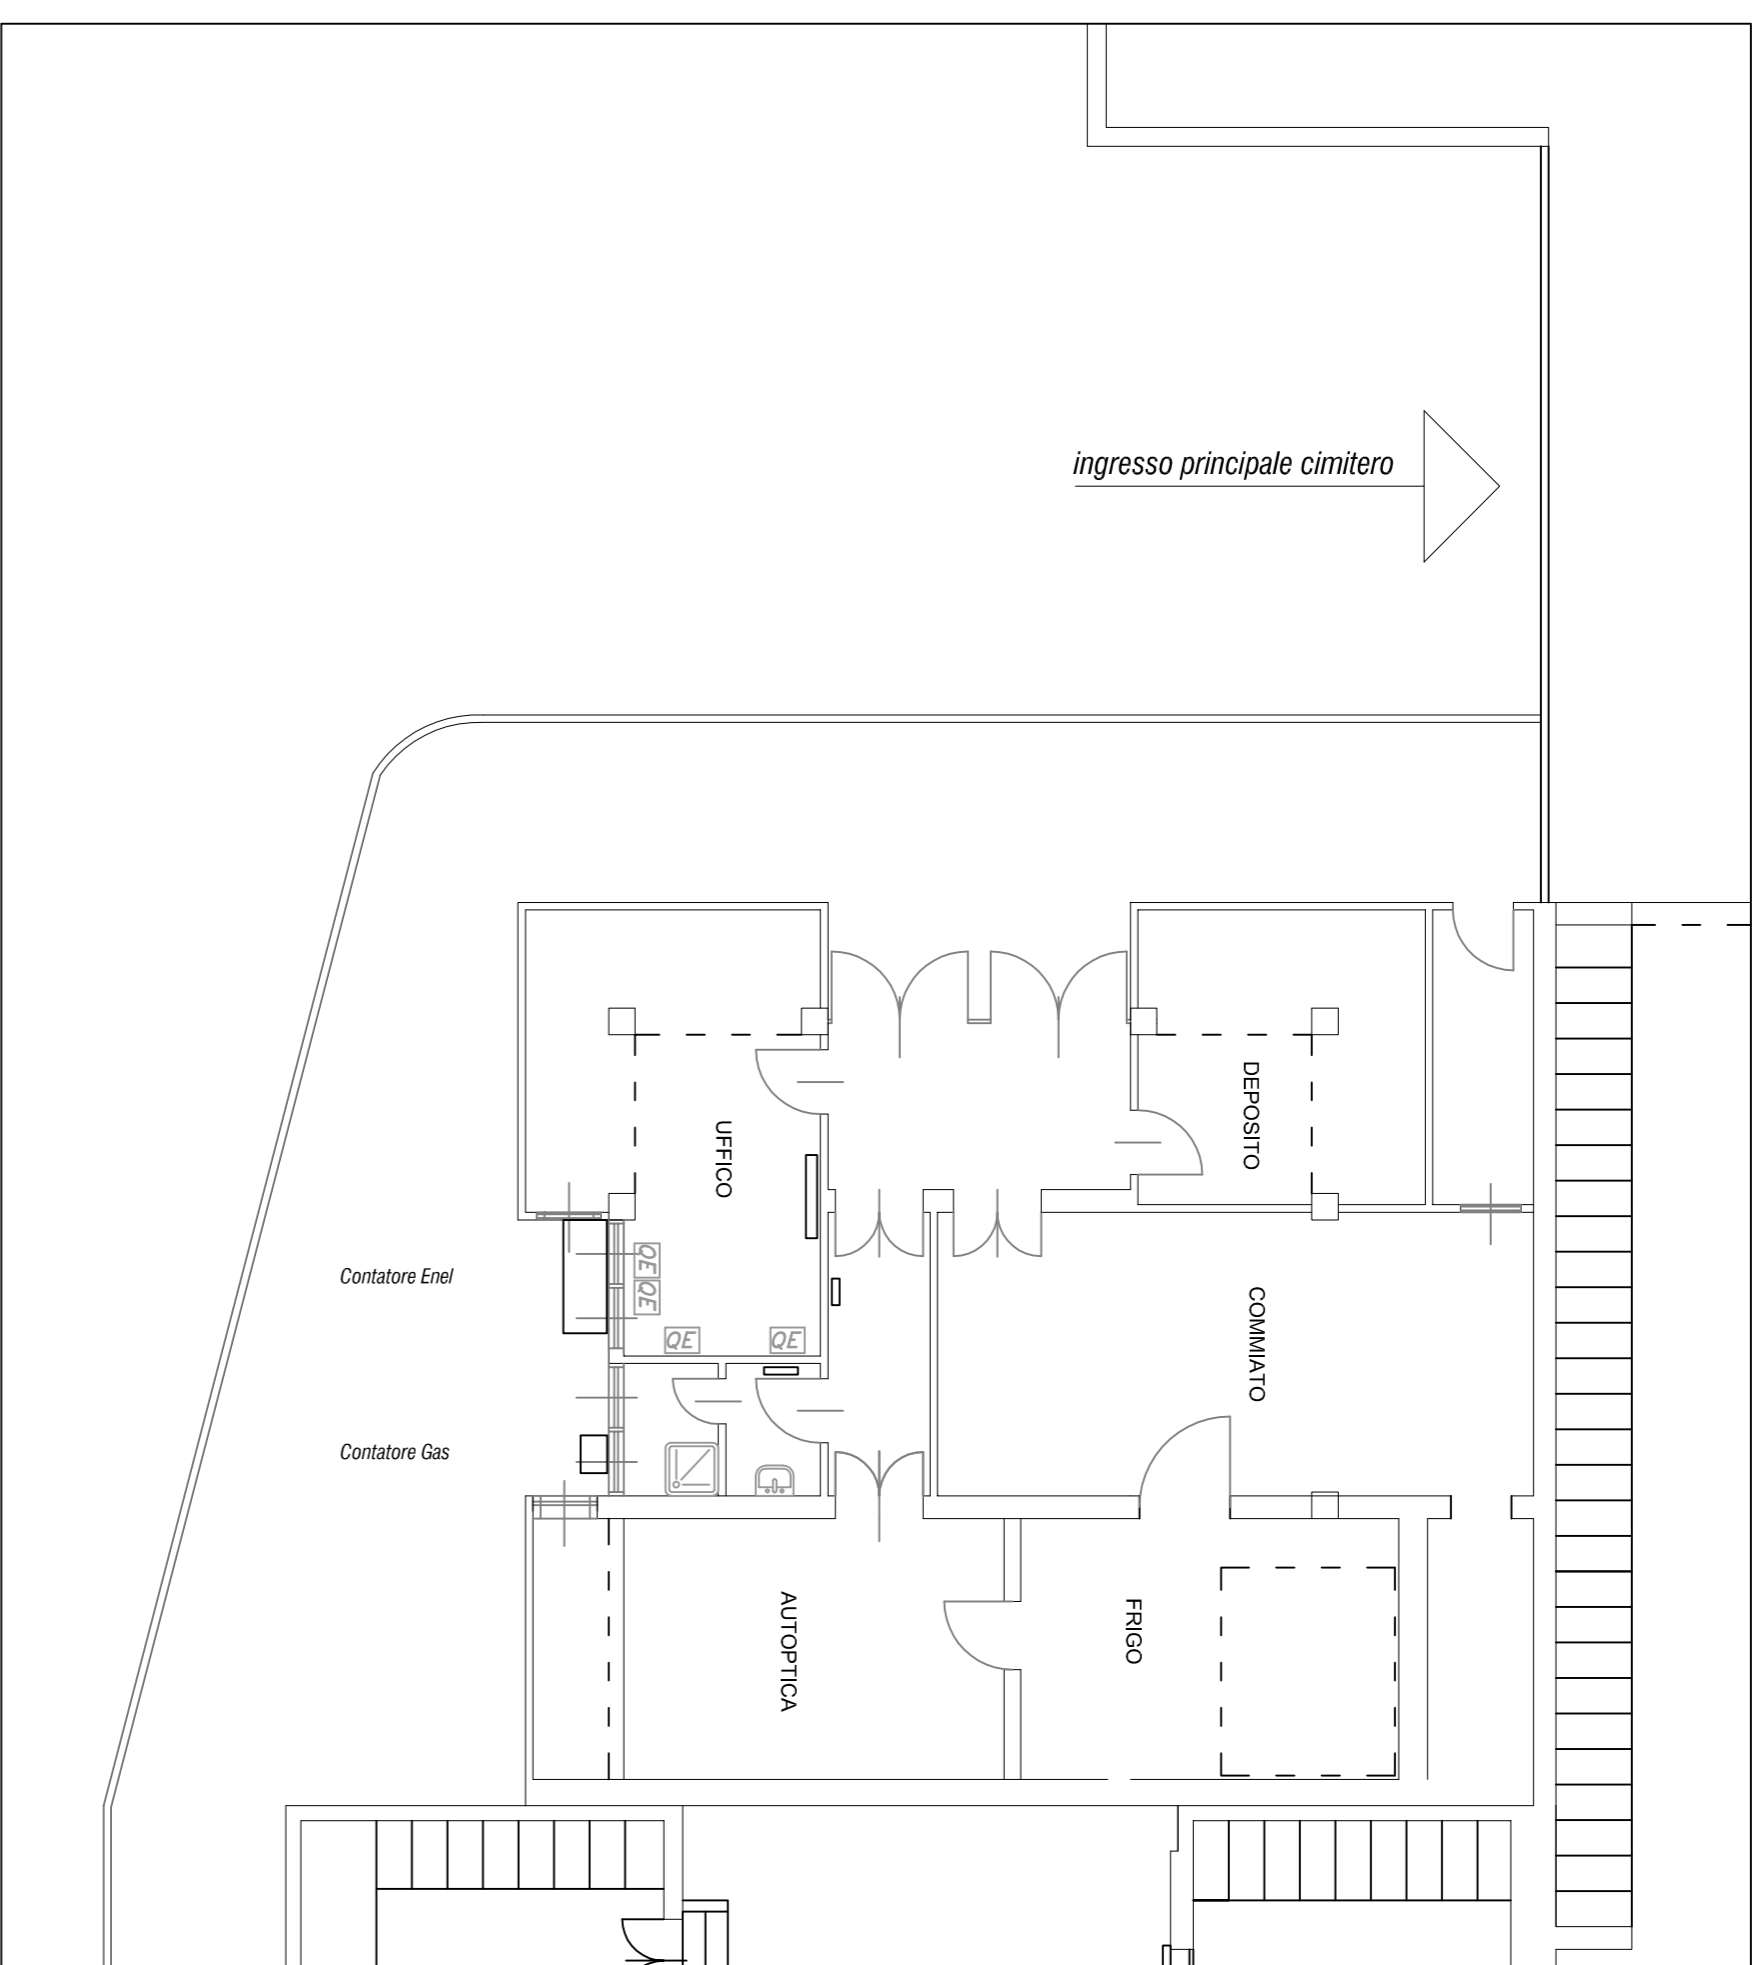 ingresso principale cimitero
DEPOSITO
UFFICO
Contatore Enel
QE
QE
QE
QE
COMMIATO
Contatore Gas
AUTOPTICA
FRIGO